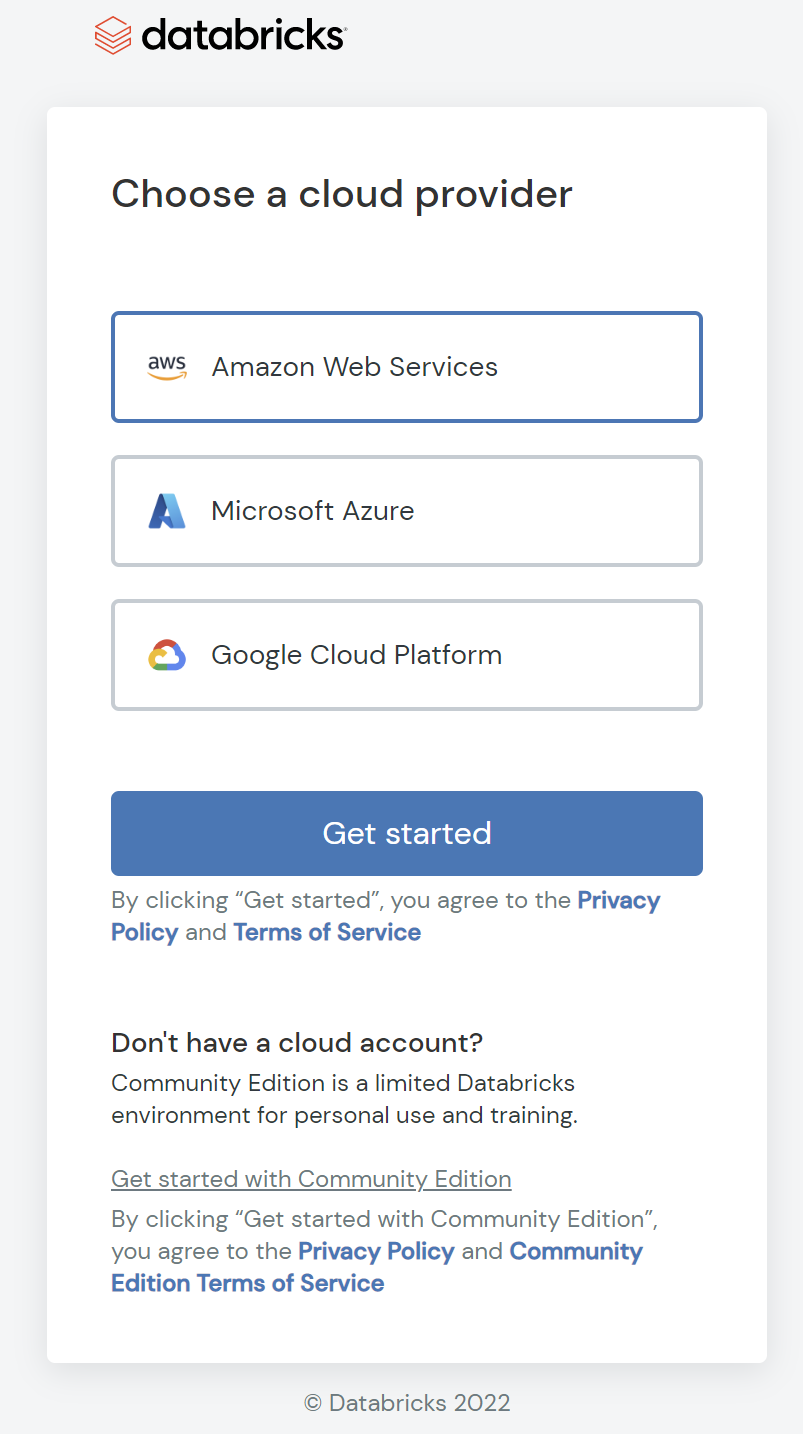 databricks
Choose a cloud provider
aws
Amazon Web Services
Microsoft Azure
Google Cloud Platform
Get started
By clicking “Get started”, you agree to the Privacy
Policy and Terms of Service
Don't have a cloud account?
Community Edition is a limited Databricks
environment for personal use and training.
Get started with Community Edition
By clicking “Get started with Community Edition”,
you agree to the Privacy Policy and Community
Edition Terms of Service
© Databricks 2022